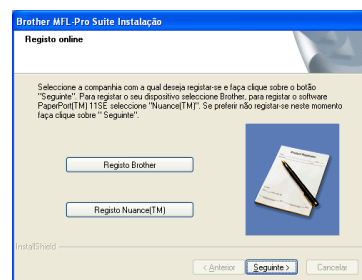 Brother MFL-Pro Suite Instalação
Registo online
Seleccione a companhia com a qual deseja registar-se e faça clique sobre o botão
"Seguinte". Para registar o seu dispositivo seleccione Brother, para registar o software
PaperPort(TM) 11SE seleccione "Nuance(TM)". Se preferir não registar-se neste momento
faça clique sobre " Seguinte".
Registo Brother
Registo Nuance(TM)
InstallShield
< Anterior
Seguinte >
Cancelar